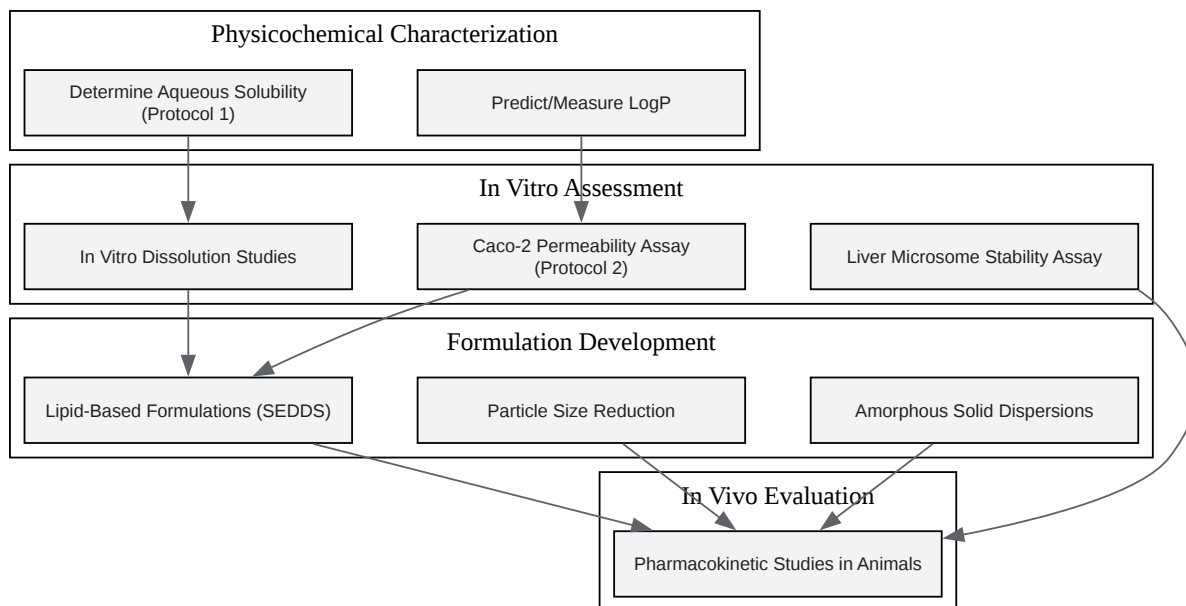 Physicochemical Characterization
Determine Aqueous Solubility
(Protocol 1)
Predict/Measure LogP
In Vitro Assessment
In Vitro Dissolution Studies
Caco-2 Permeability Assay
(Protocol 2)
Liver Microsome Stability Assay
Formulation Development
Lipid-Based Formulations (SEDDS)
Particle Size Reduction
Amorphous Solid Dispersions
In Vivo Evaluation
Pharmacokinetic Studies in Animals